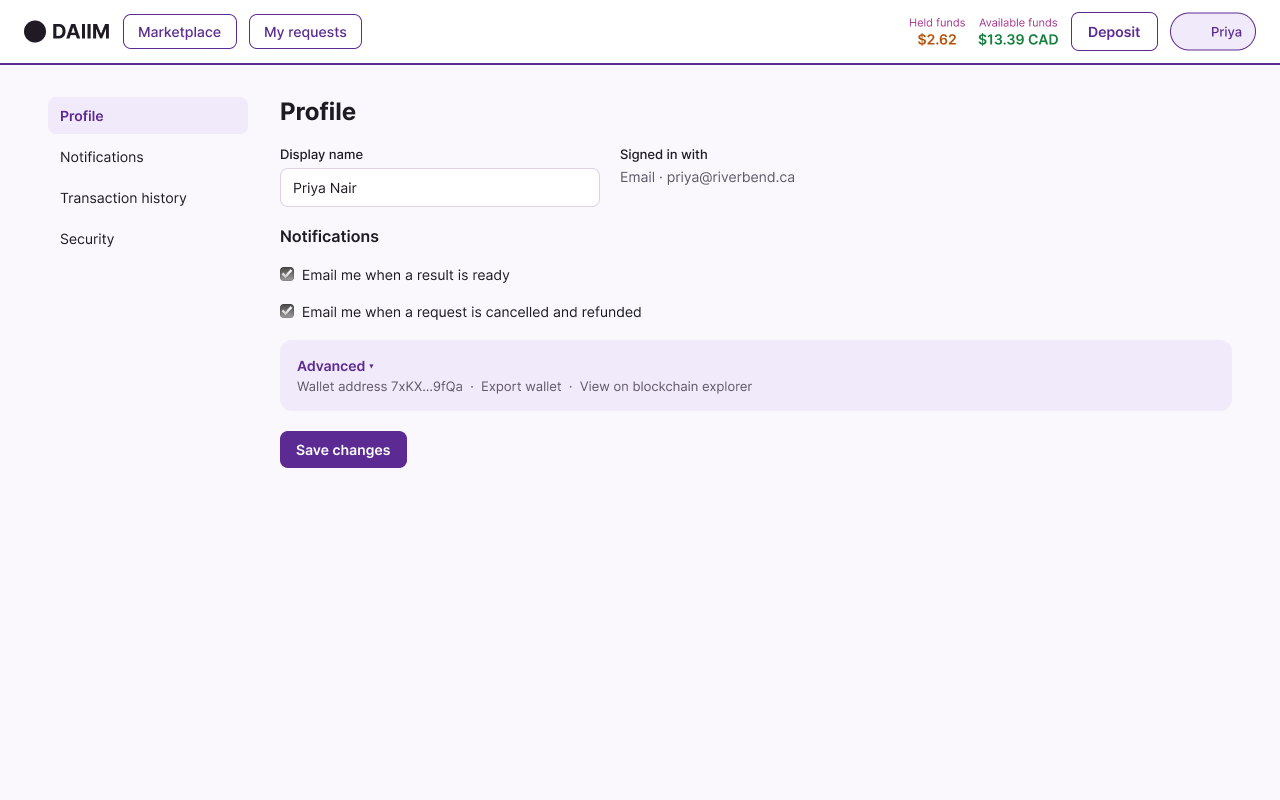 DAIIM
Marketplace
My requests
Held funds
$2.62
Available funds
$13.39 CAD
Deposit
Priya
Profile
Notifications
Transaction history
Security
Profile
Display name
Priya Nair
Signed in with
Email · priya@riverbend.ca
Notifications
Email me when a result is ready
Email me when a request is cancelled and refunded
Advanced ▾
Wallet address 7xKX…9fQa · Export wallet · View on blockchain explorer
Save changes